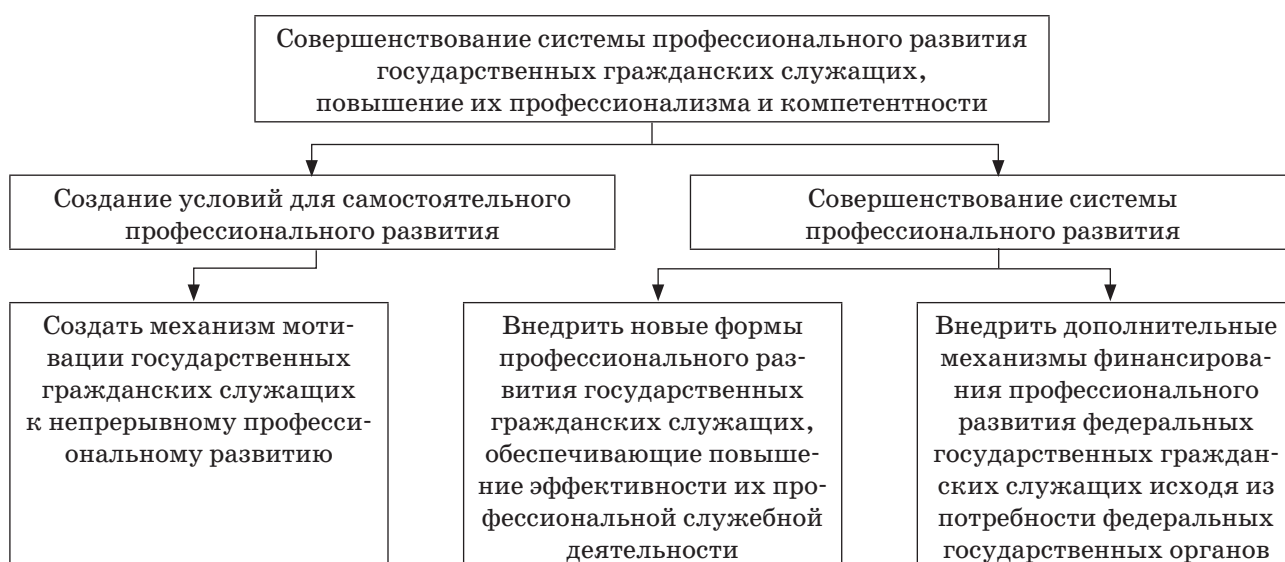 Совершенствование системы профессионального развития
государственных гражданских служащих,
повышение их профессионализма и компетентности
Создание условий для самостоятельного
профессионального развития
Совершенствование системы
профессионального развития
Создать механизм моти-
вации государственных
гражданских служащих
к непрерывному професси-
ональному развитию
Внедрить новые формы
профессионального раз-
вития государственных
гражданских служащих,
обеспечивающие повыше-
ние эффективности их про-
фессиональной служебной
деятельности
Внедрить дополнительные
механизмы финансирова-
ния профессионального
развития федеральных
государственных граждан-
ских служащих исходя из
потребности федеральных
государственных органов